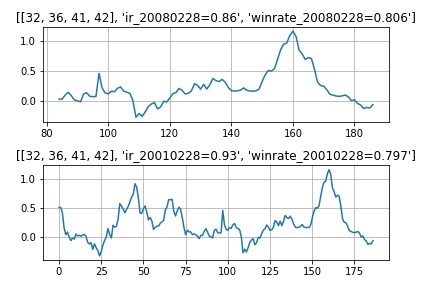 [[32, 36, 41, 42], 'ir_20080228=0.86', 'winrate_20080228=0.806']
1.0
0.5
0.0
80 100 120 140 160 180
[[32, 36, 41, 42], 'ir_20010228=0.93', 'winrate_20010228=0.797']
1.0
0.5
0.0
0 25 50 75 100 125 150 175